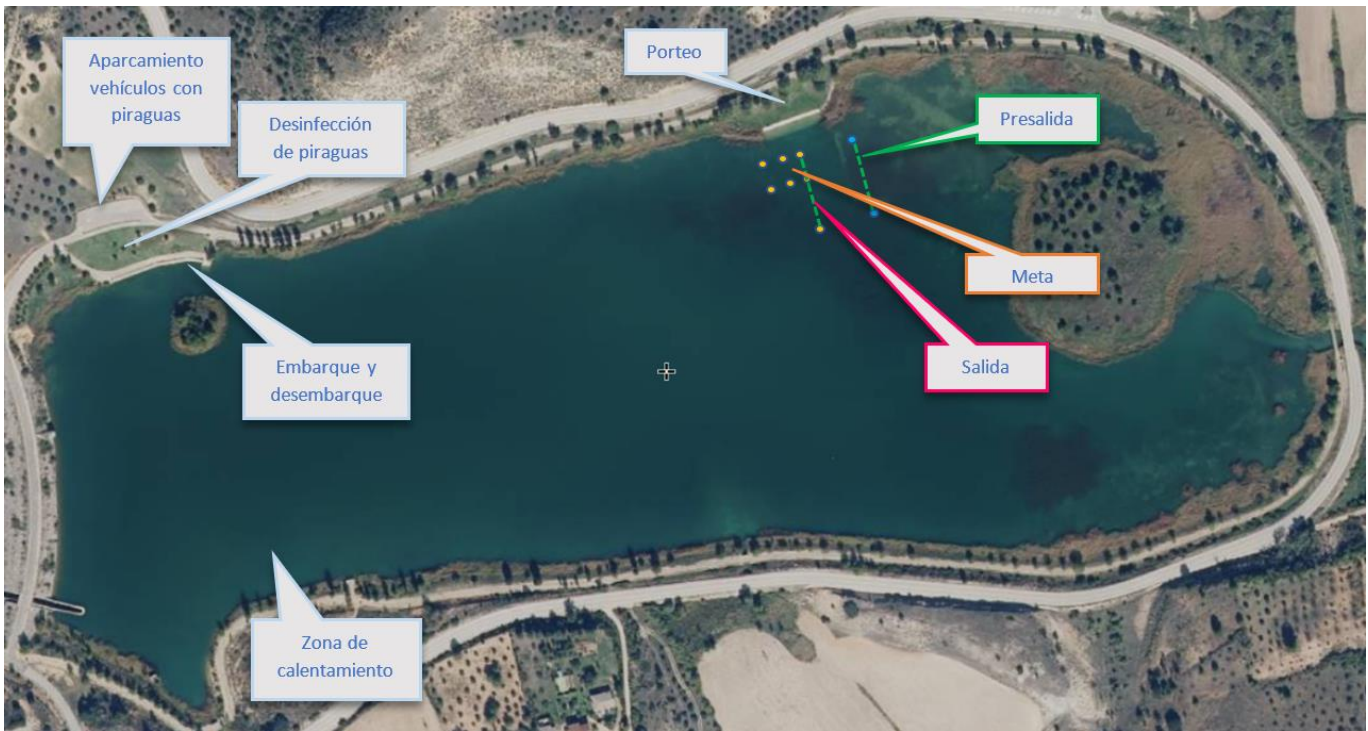 Aparcamiento
vehículos con
piraguas
Desinfección
de piraguas
Porteo
Presalida
Meta
Salida
Embarque y
desembarque
Zona de
calentamiento